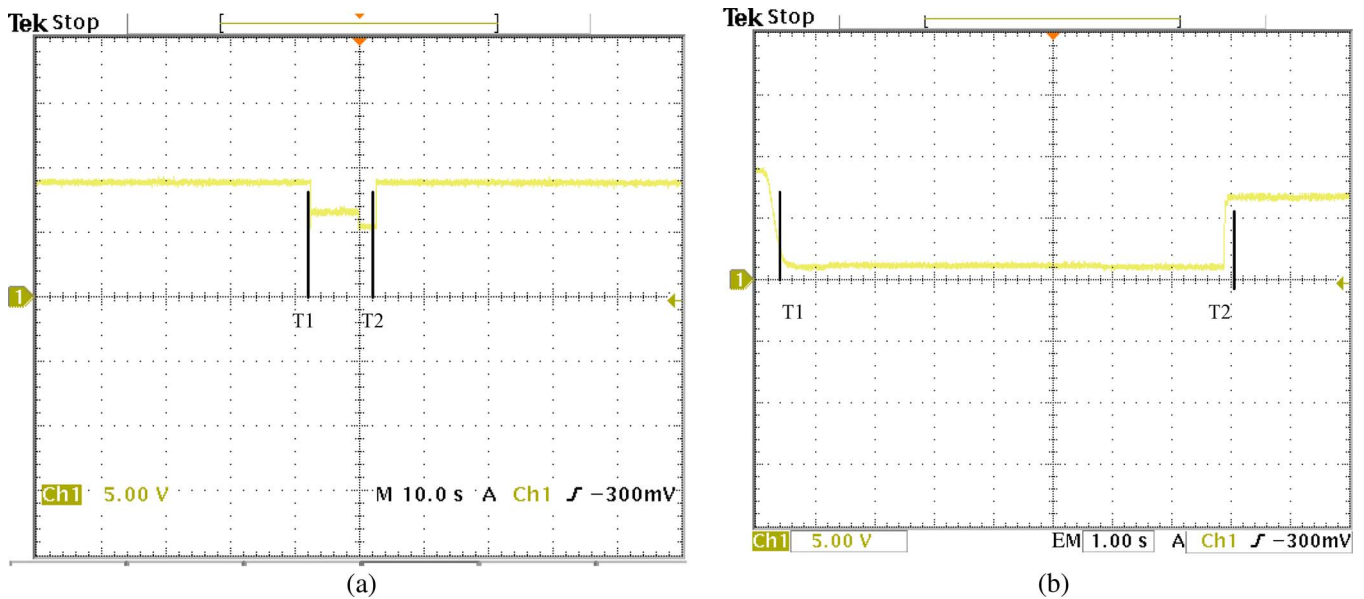 Tek Stop
1
T1 T2
Ch1 5.00 V M 10.0 s A Ch1 −300mV
(a)
Tek Stop
1
T1 T2
Ch1 5.00 V EM 1.00 s A Ch1 −300mV
(b)